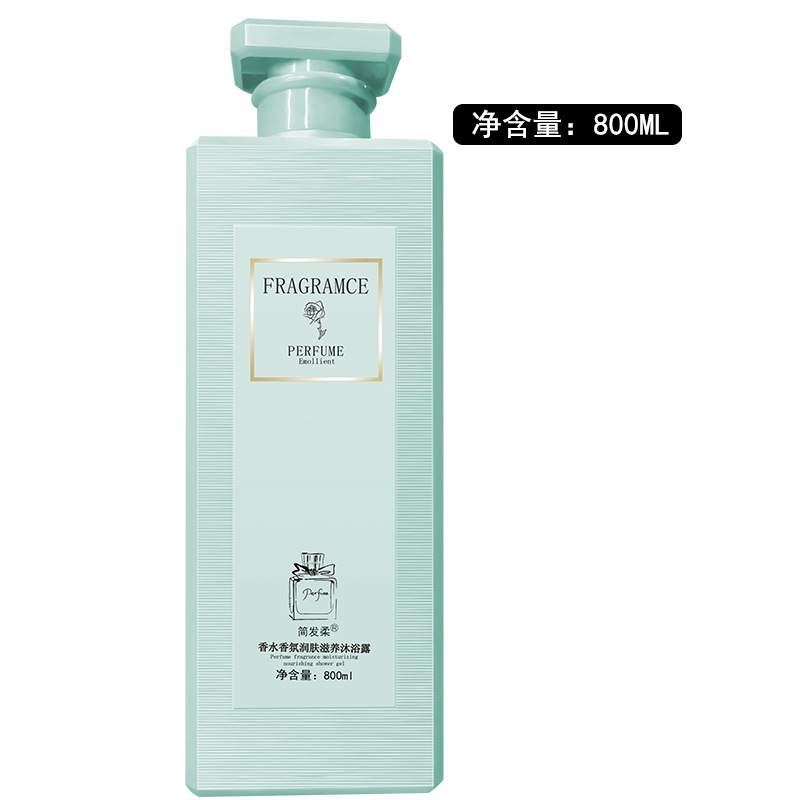 净含量：800ML
FRAGRAMCE
PERFUME
Emollient
Perfume
简发柔®
香水香氛润肤滋养沐浴露
Perfume fragrance moisturizing
nourishing shower gel
净含量：800ml